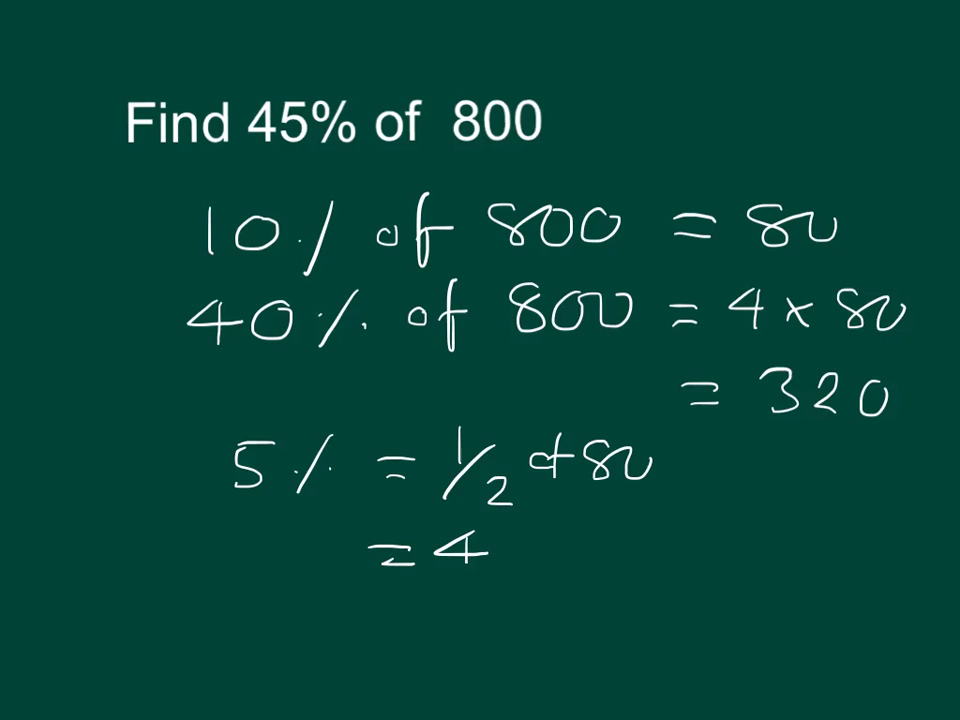 Find 45% of 800
10% of 800 = 80
40% of 800 = 4 × 80
= 320
5% = 1/2 of 80
= 4